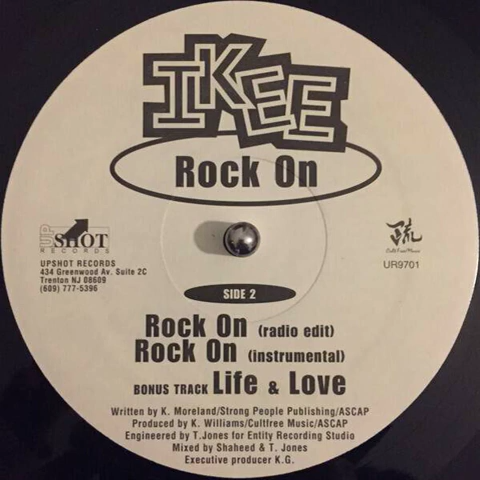 IKEE
Rock On
UPSHOT
RECORDS
UPSHOT RECORDS
434 Greenwood Av. Suite 2C
Trenton NJ 08609
(609) 777-5396
CultFreeMusic
UR9701
SIDE 2
Rock On (radio edit)
Rock On (instrumental)
BONUS TRACK Life & Love
Written by K. Moreland/Strong People Publishing/ASCAP
Produced by K. Williams/Cultfree Music/ASCAP
Engineered by T.Jones for Entity Recording Studio
Mixed by Shaheed & T. Jones
Executive producer K.G.